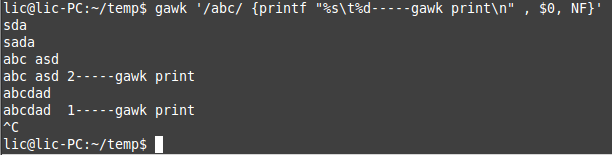 lic@lic-PC:~/temp$ gawk '/abc/ {printf "%s\t%d-----gawk print\n" , $0, NF}'
sda
sada
abc asd
abc asd 2-----gawk print
abcdad
abcdad  1-----gawk print
^C
lic@lic-PC:~/temp$